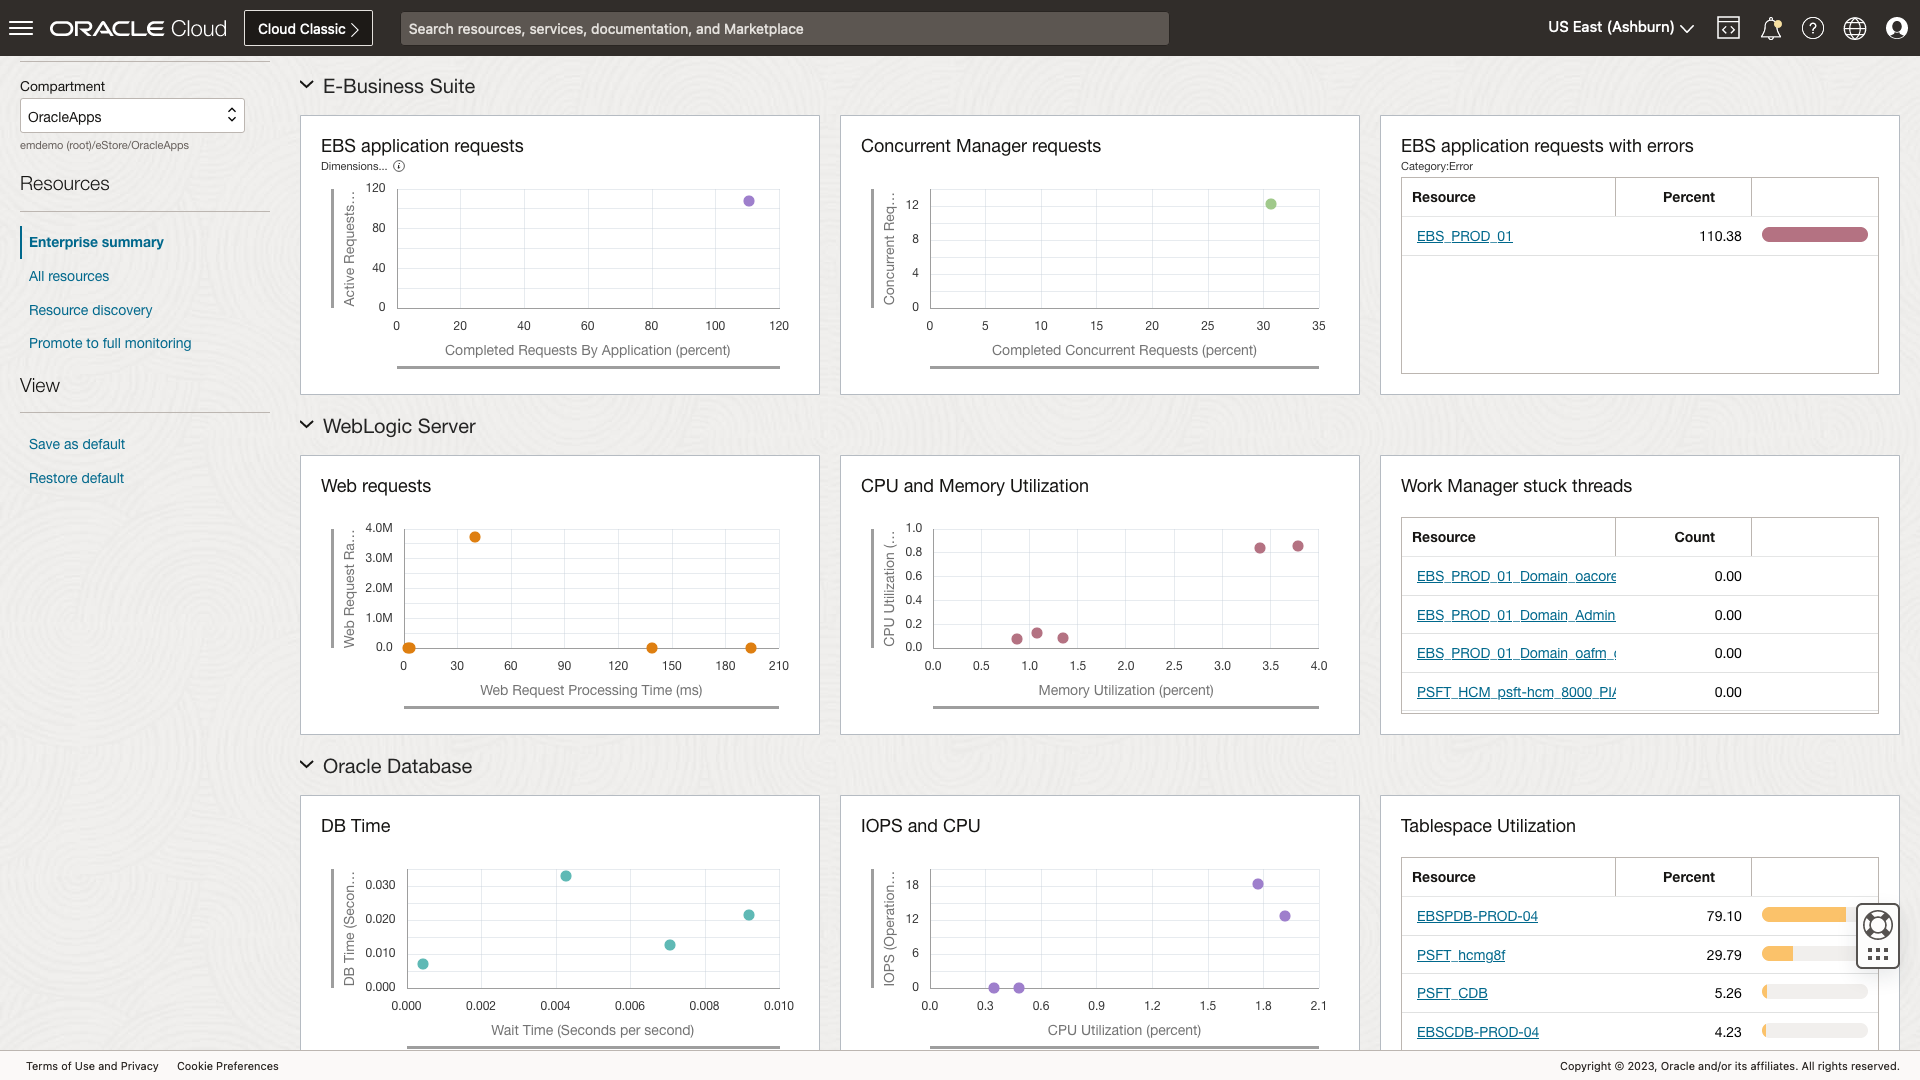 ORACLE Cloud
Cloud Classic
Search resources, services, documentation, and Marketplace
US East (Ashburn)
Compartment
OracleApps
emdemo (root)/eStore/OracleApps
Resources
Enterprise summary
All resources
Resource discovery
Promote to full monitoring
View
Save as default
Restore default
E-Business Suite
EBS application requests
Dimensions...
Active Requests...
120
80
40
0
0 20 40 60 80 100 120
Completed Requests By Application (percent)
Concurrent Manager requests
Concurrent Req...
12
8
4
0
0 5 10 15 20 25 30 35
Completed Concurrent Requests (percent)
EBS application requests with errors
Category:Error
Resource Percent
EBS_PROD_01 110.38
WebLogic Server
Web requests
Web Request Ra...
4.0M
3.0M
2.0M
1.0M
0.0
0 30 60 90 120 150 180 210
Web Request Processing Time (ms)
CPU and Memory Utilization
CPU Utilization (...
1.0
0.8
0.6
0.4
0.2
0.0
0.0 0.5 1.0 1.5 2.0 2.5 3.0 3.5 4.0
Memory Utilization (percent)
Work Manager stuck threads
Resource Count
EBS_PROD_01_Domain_oacore 0.00
EBS_PROD_01_Domain_Admin 0.00
EBS_PROD_01_Domain_oafm_ 0.00
PSFT_HCM_psft-hcm_8000_PIA 0.00
Oracle Database
DB Time
DB Time (Secon...
0.030
0.020
0.010
0.000
0.000 0.002 0.004 0.006 0.008 0.010
Wait Time (Seconds per second)
IOPS and CPU
IOPS (Operation...
18
12
6
0
0.0 0.3 0.6 0.9 1.2 1.5 1.8 2.1
CPU Utilization (percent)
Tablespace Utilization
Resource Percent
EBSPDB-PROD-04 79.10
PSFT_hcmg8f 29.79
PSFT_CDB 5.26
EBSCDB-PROD-04 4.23
Terms of Use and Privacy
Cookie Preferences
Copyright © 2023, Oracle and/or its affiliates. All rights reserved.